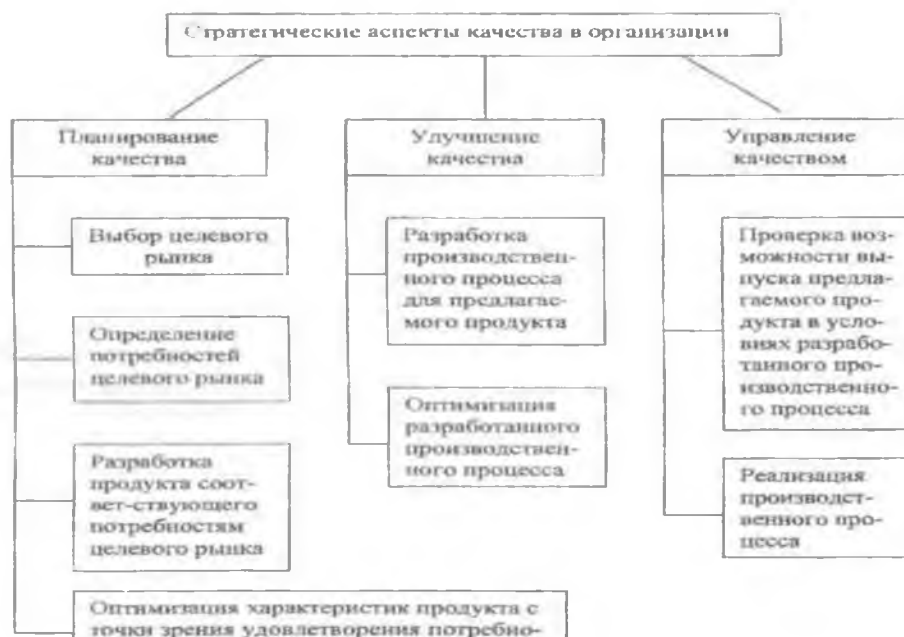 Стратегические аспекты качества в организации
Планирование
качества
Выбор целевого
рынка
Определение
потребностей
целевого рынка
Разработка
продукта соот-
вет-ствующего
потребностям
целевого рынка
Оптимизация характеристик продукта с
точки зрения удовлетворения потребно-
Улучшение
качества
Разработка
производствен-
ного процесса
для предлагае-
мого продукта
Оптимизация
разработанного
производствен-
ного процесса
Управление
качеством
Проверка воз-
можности вы-
пуска предла-
гаемого про-
дукта в усло-
виях разрабо-
танного про-
изводственно-
го процесса
Реализация
производст-
венного про-
цесса